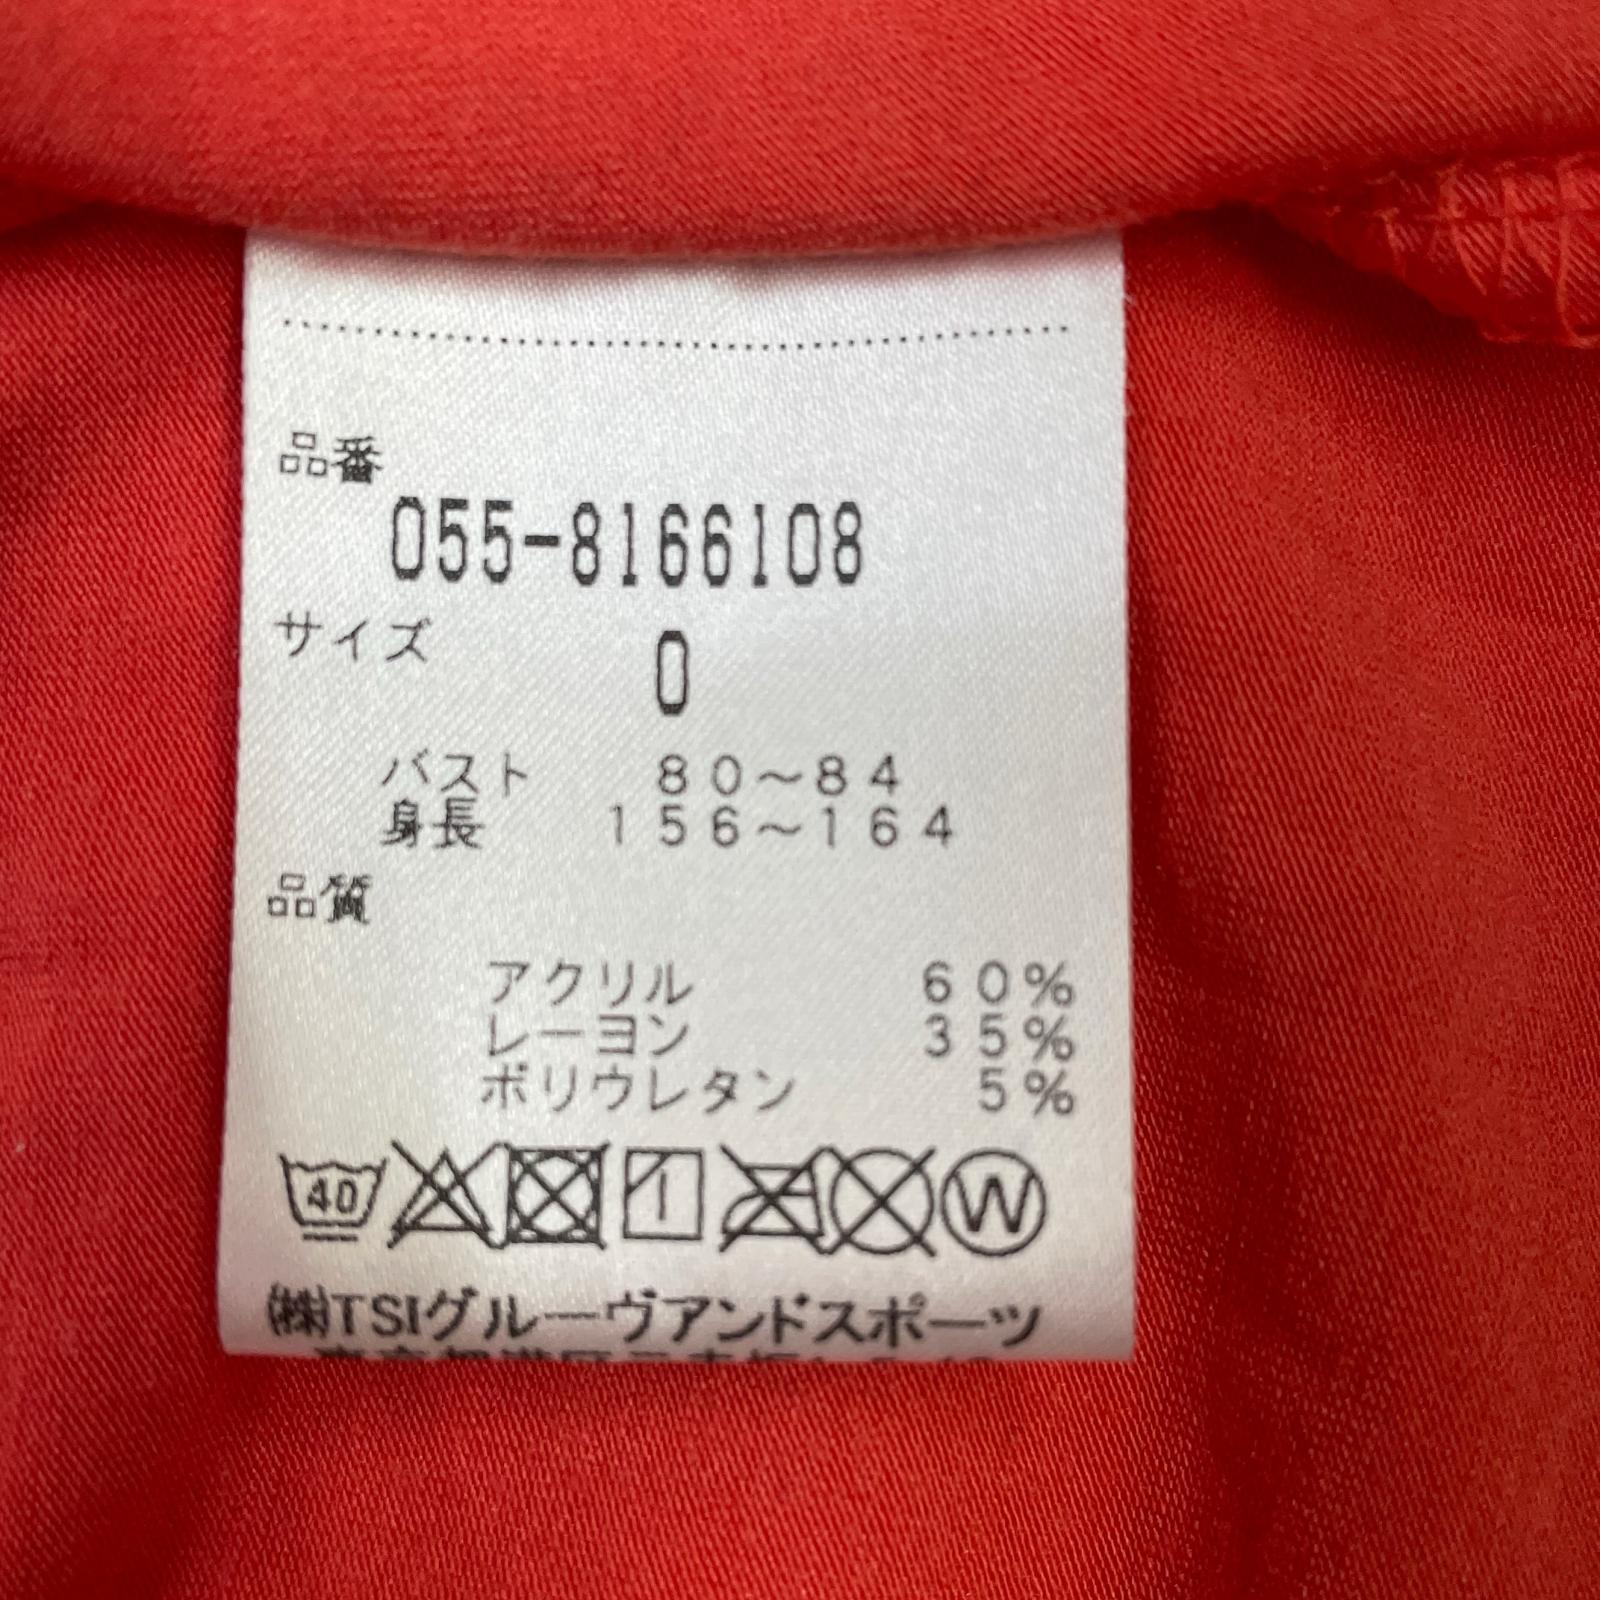 品番
055-8166108
サイズ 0
バスト 80～84
身長 156～164
品質
アクリル 60%
レーヨン 35%
ポリウレタン 5%
40 W
㈱TSIグルーヴアンドスポーツ